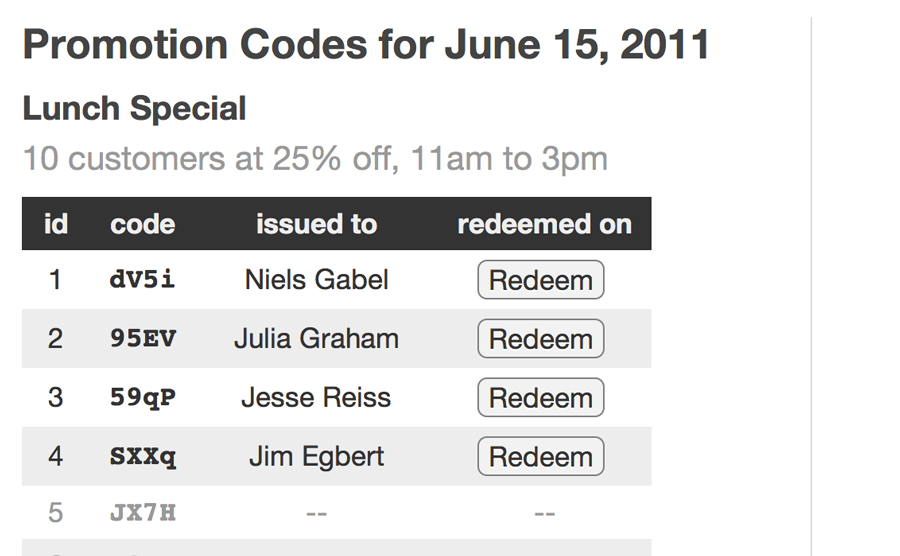 Promotion Codes for June 15, 2011
Lunch Special
10 customers at 25% off, 11am to 3pm
id code issued to redeemed on
1 dV5i Niels Gabel Redeem
2 95EV Julia Graham Redeem
3 59qP Jesse Reiss Redeem
4 SXXq Jim Egbert Redeem
5 JX7H -- --